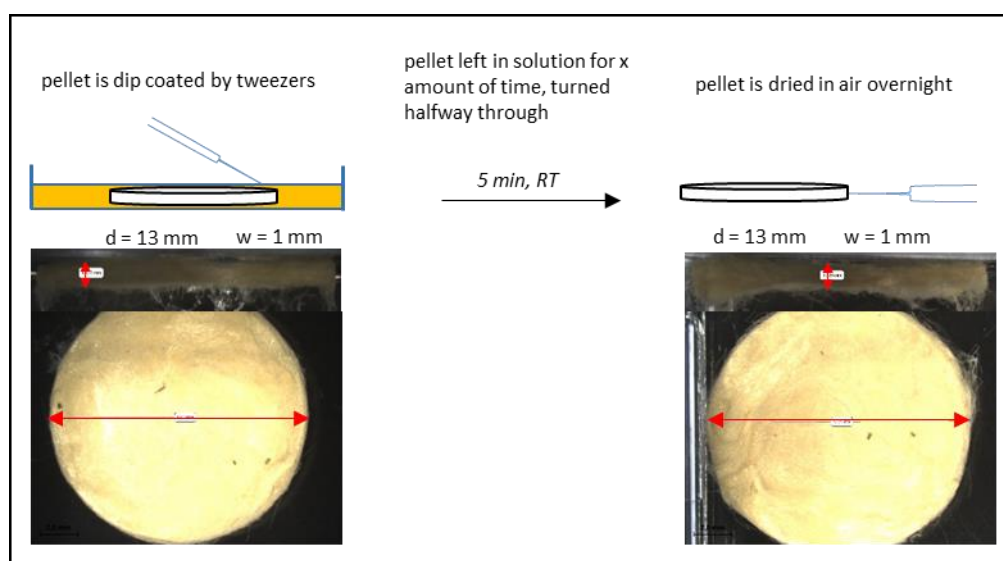 pellet is dip coated by tweezers
pellet left in solution for x
amount of time, turned
halfway through
pellet is dried in air overnight
5 min, RT
d = 13 mm w = 1 mm
d = 13 mm w = 1 mm